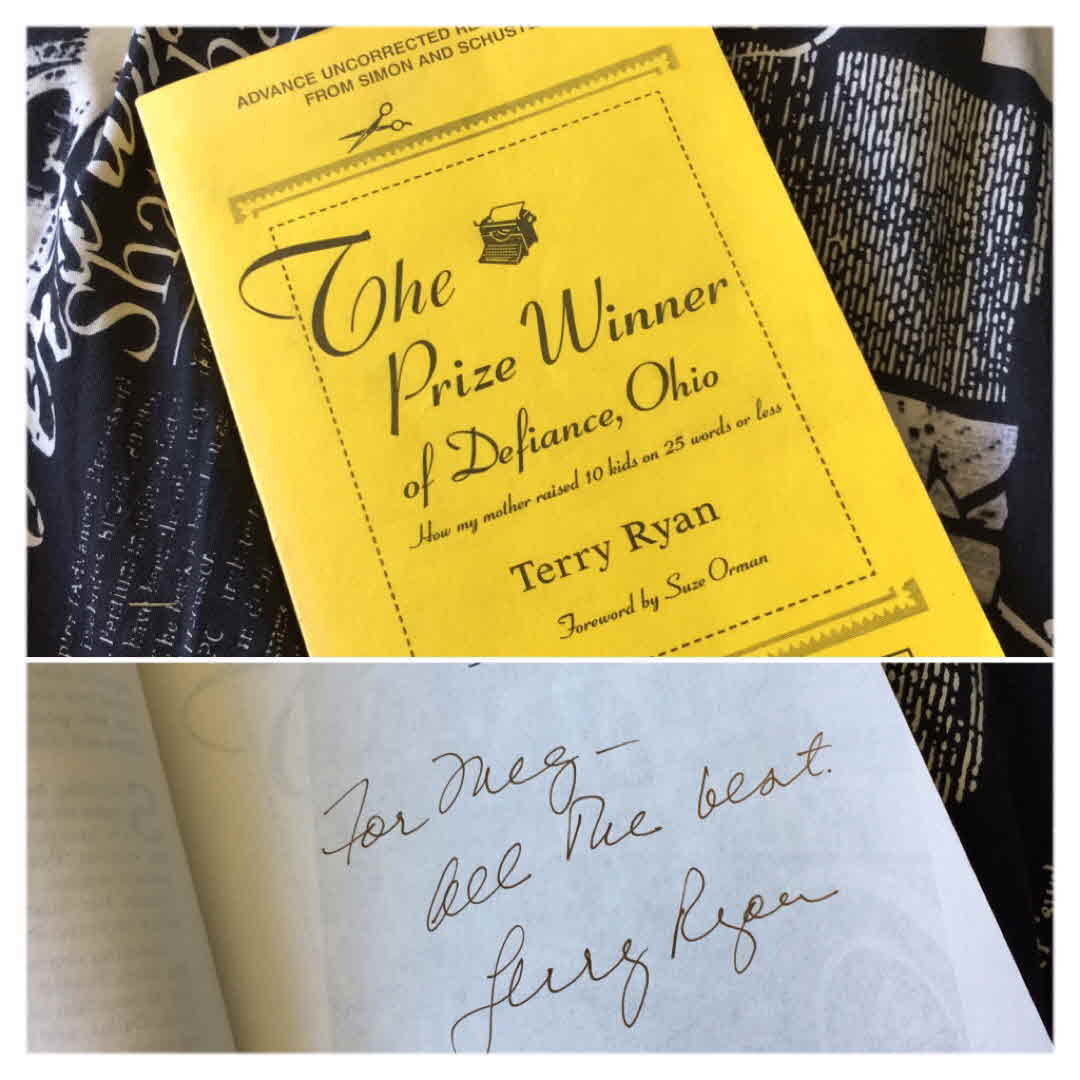 ADVANCE UNCORRECTED RE
FROM SIMON AND SCHUST
The
Prize Winner
of Defiance, Ohio
How my mother raised 10 kids on 25 words or less
Terry Ryan
Foreword by Suze Orman
For Meg —
All The best.
Terry Ryan